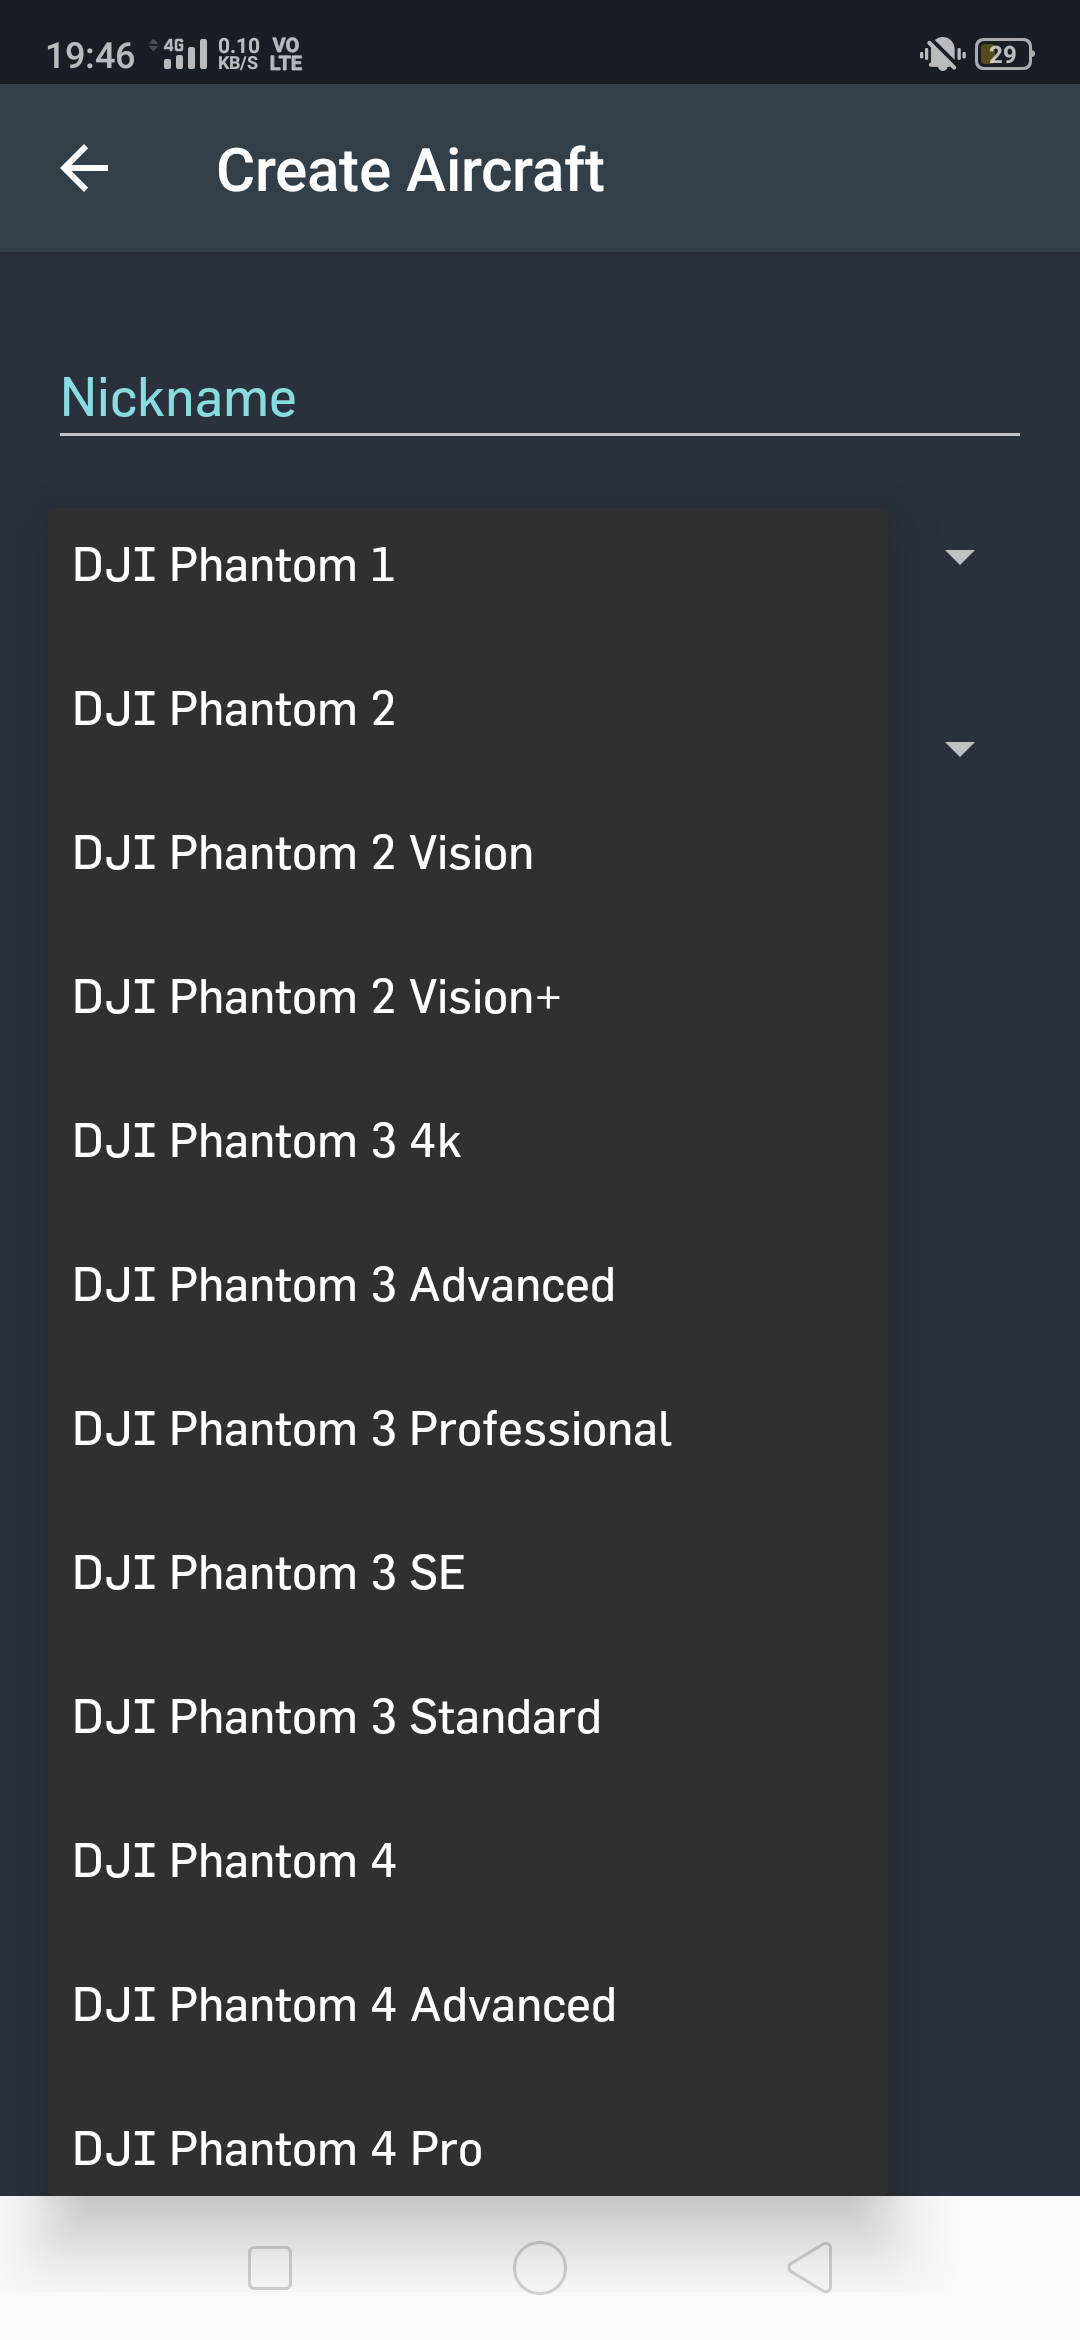 19:46 4G 0.10 KB/S VO LTE 29
Create Aircraft
Nickname
DJI Phantom 1
DJI Phantom 2
DJI Phantom 2 Vision
DJI Phantom 2 Vision+
DJI Phantom 3 4k
DJI Phantom 3 Advanced
DJI Phantom 3 Professional
DJI Phantom 3 SE
DJI Phantom 3 Standard
DJI Phantom 4
DJI Phantom 4 Advanced
DJI Phantom 4 Pro